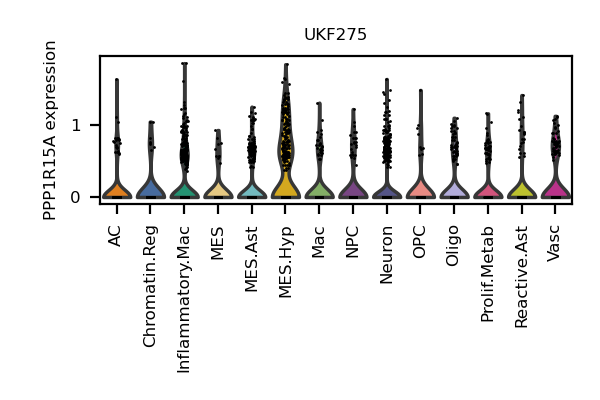 UKF275
PPP1R15A expression
1
0
AC
Chromatin.Reg
Inflammatory.Mac
MES
MES.Ast
MES.Hyp
Mac
NPC
Neuron
OPC
Oligo
Prolif.Metab
Reactive.Ast
Vasc